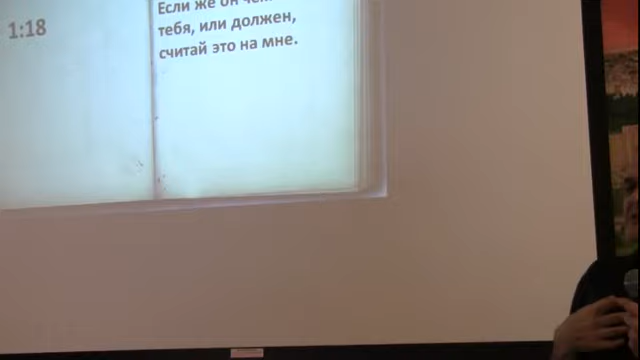 1:18
Если же он
тебя, или должен,
считай это на мне.